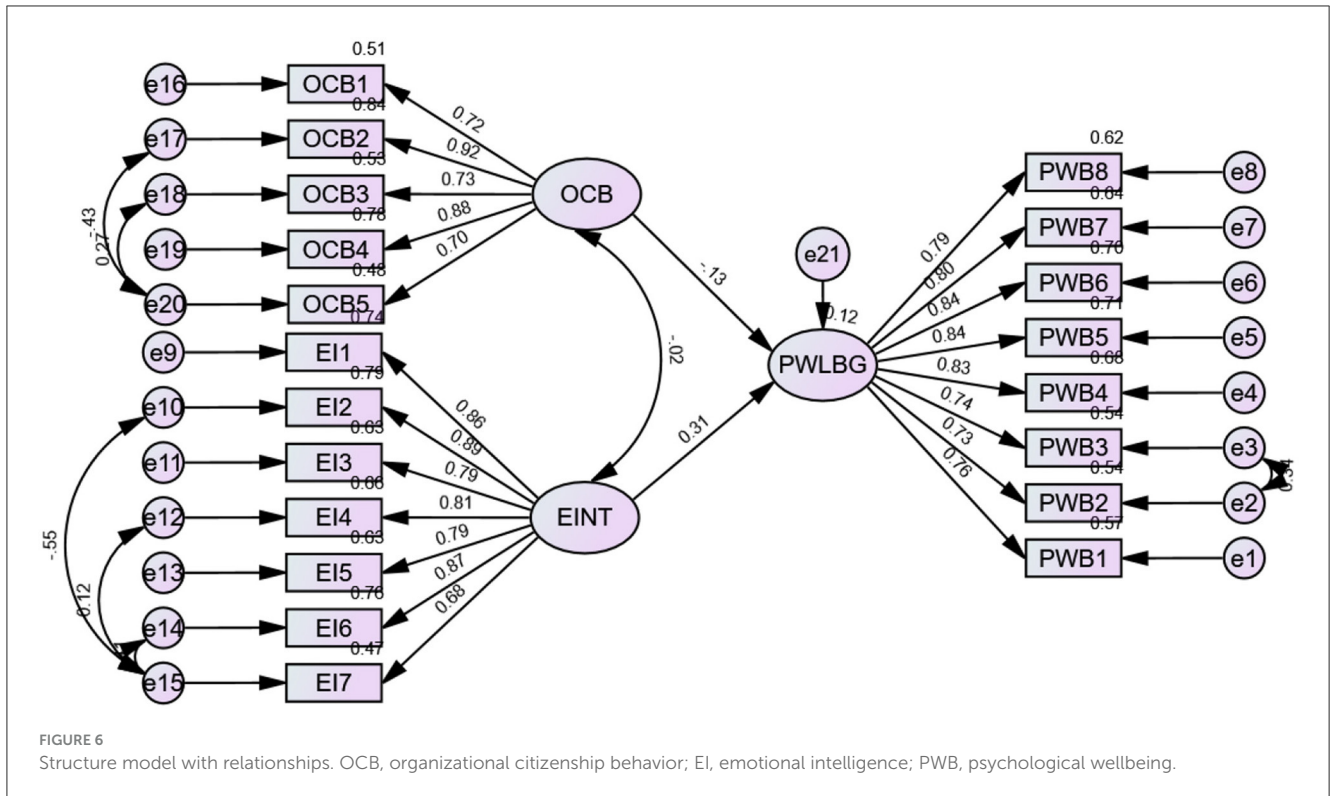 0.51
e16 OCB1
0.84
0.72
e17 OCB2
0.92
0.53
e18 OCB3
0.73
0.78
e19 OCB4
0.88
0.48
e20 OCB5
0.70
-.43
0.27
OCB
-.13
-.02
0.74
e9 EI1
0.86
0.79
e10 EI2
0.89
0.63
e11 EI3
0.79
0.66
e12 EI4
0.81
0.63
e13 EI5
0.79
0.76
e14 EI6
0.87
0.47
e15 EI7
0.68
-.55
0.12
EINT
0.31
e21
0.12
PWLBG
0.62
0.79
PWB8 e8
0.64
0.80
PWB7 e7
0.70
0.84
PWB6 e6
0.71
0.84
PWB5 e5
0.68
0.83
PWB4 e4
0.54
0.74
PWB3 e3
0.54
0.73
PWB2 e2
0.34
0.57
0.76
PWB1 e1
FIGURE 6
Structure model with relationships. OCB, organizational citizenship behavior; EI, emotional intelligence; PWB, psychological wellbeing.